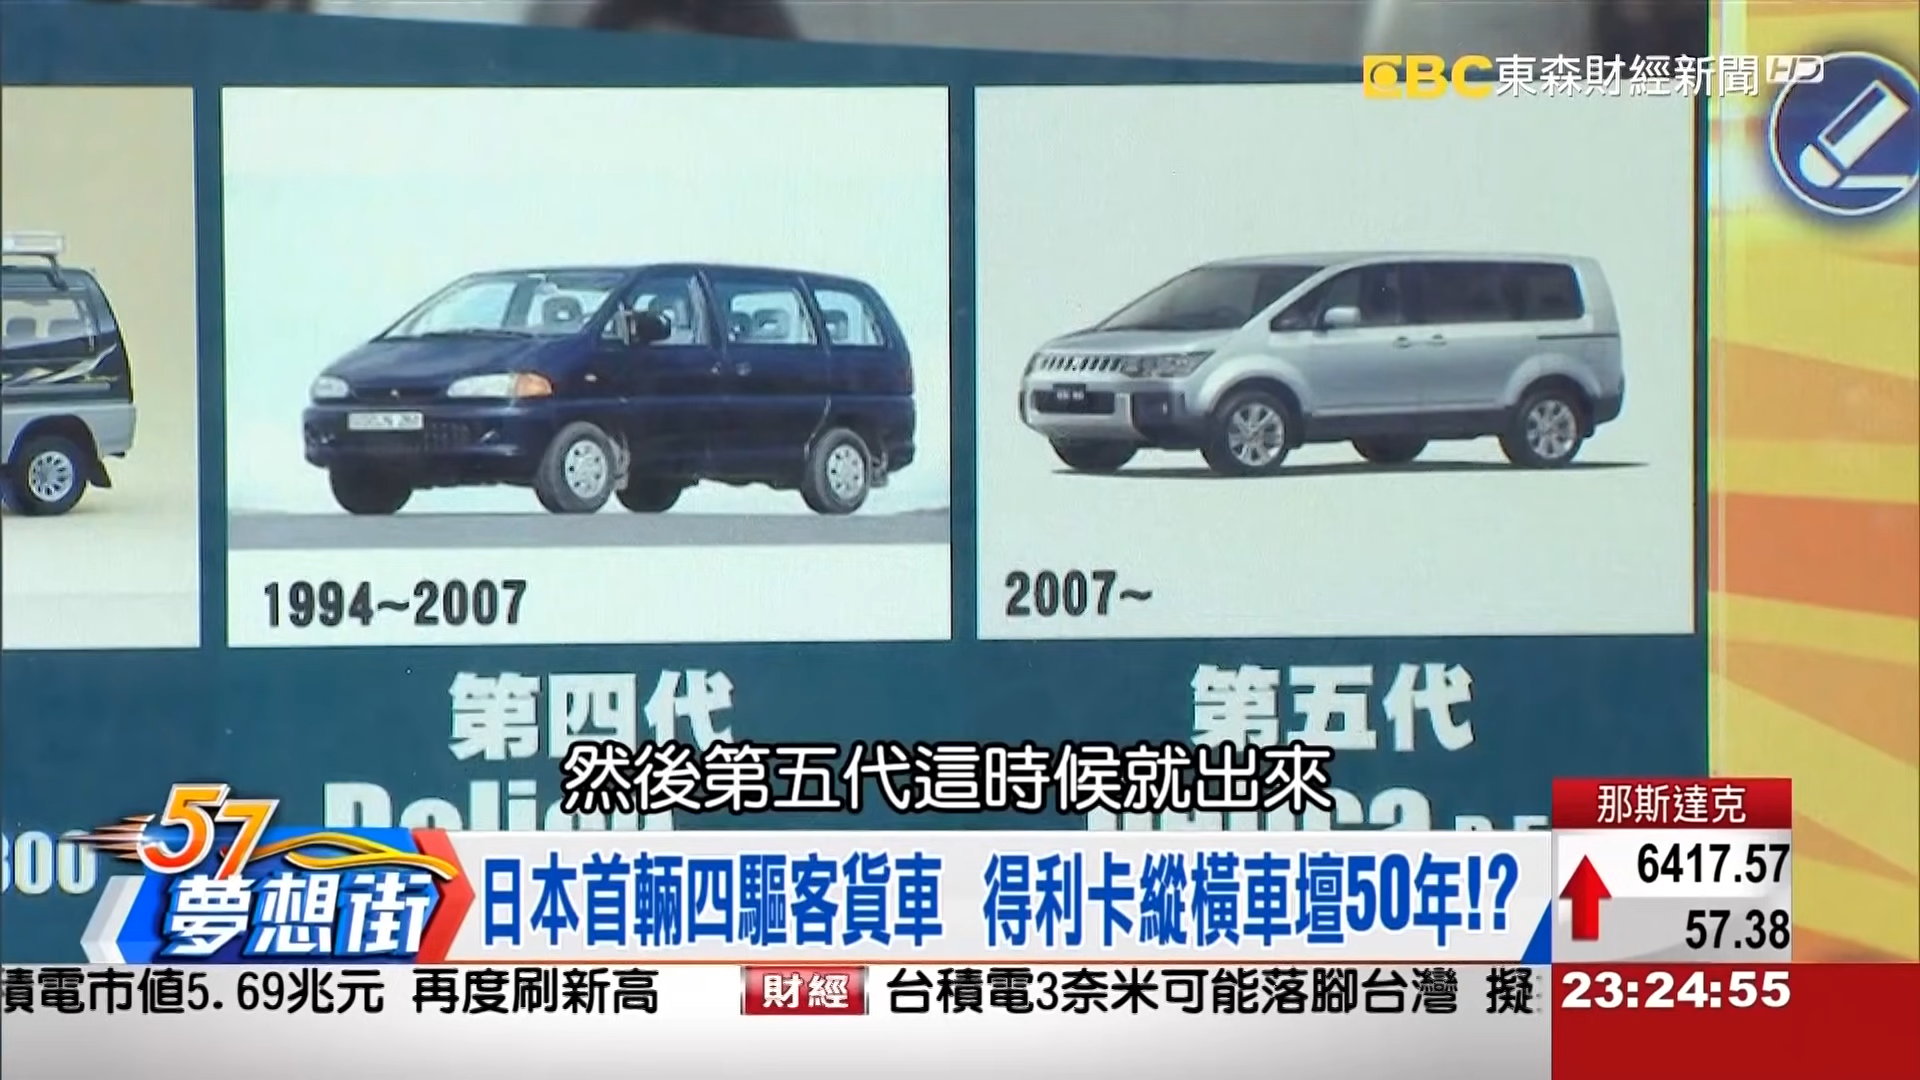 EBC東森財經新聞HD
1994~2007
2007~
第四代
第五代
然後第五代這時候就出來
57夢想街
日本首輛四驅客貨車 得利卡縱橫車壇50年!?
那斯達克
6417.57
57.38
積電市值5.69兆元 再度刷新高 財經 台積電3奈米可能落腳台灣 擬
23:24:55